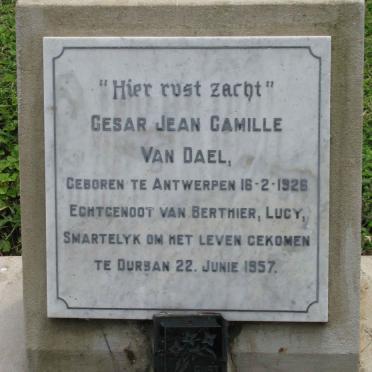 "Hier rust zacht"
CESAR JEAN CAMILLE
VAN DAEL,
GEBOREN TE ANTWERPEN 16-2-1926
ECHTGENOOT VAN BERTHIER, LUCY,
SMARTELYK OM HET LEVEN GEKOMEN
TE DURBAN 22. JUNIE 1957.